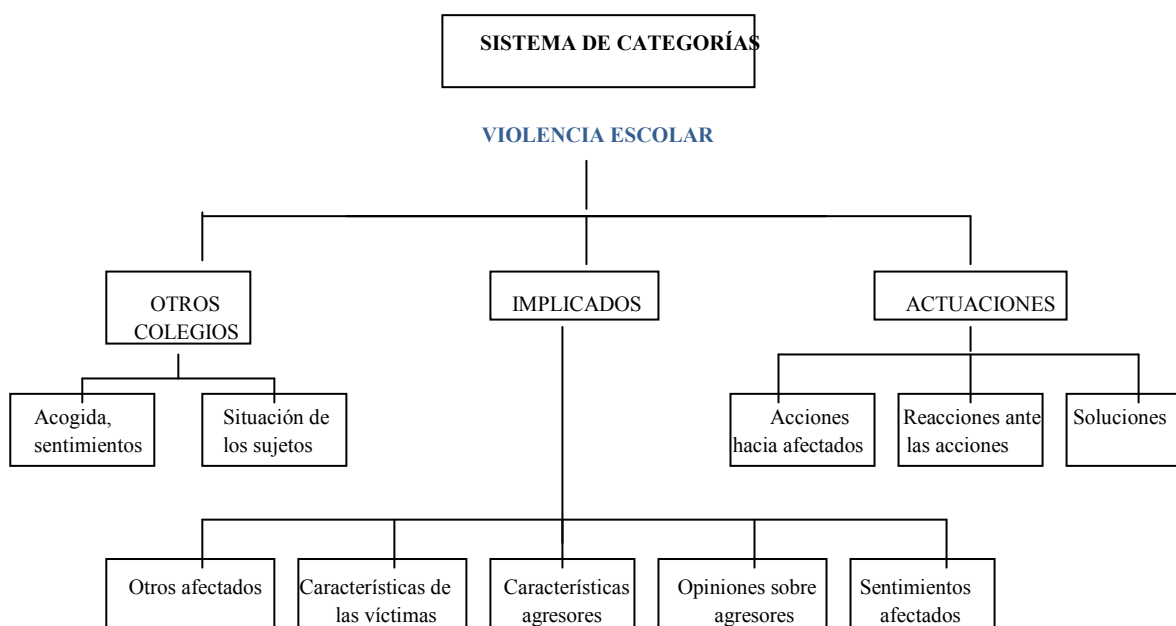 SISTEMA DE CATEGORÍAS
VIOLENCIA ESCOLAR
OTROS
COLEGIOS
IMPLICADOS
ACTUACIONES
Acogida,
sentimientos
Situación de
los sujetos
Acciones
hacia afectados
Reacciones ante
las acciones
Soluciones
Otros afectados
Características de
las víctimas
Características
agresores
Opiniones sobre
agresores
Sentimientos
afectados